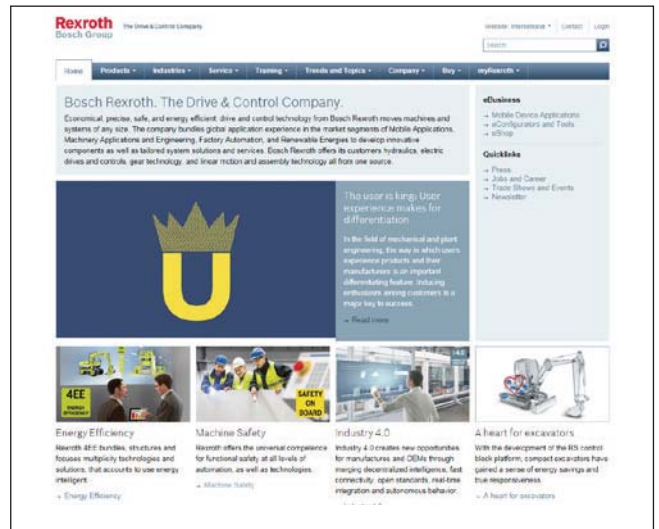 Rexroth
Bosch Group
The Drive & Control Company
Website: International
Contact
Login
Search
Home
Products
Industries
Service
Training
Trends and Topics
Company
Buy
myRexroth
Bosch Rexroth. The Drive & Control Company.
Economical, precise, safe, and energy efficient: drive and control technology from Bosch Rexroth moves machines and
systems of any size. The company bundles global application experience in the market segments of Mobile Applications,
Machinery Applications and Engineering, Factory Automation, and Renewable Energies to develop innovative
components as well as tailored system solutions and services. Bosch Rexroth offers its customers hydraulics, electric
drives and controls, gear technology, and linear motion and assembly technology all from one source.
eBusiness
→ Mobile Device Applications
→ eConfigurators and Tools
→ eShop
Quicklinks
→ Press
→ Jobs and Career
→ Trade Shows and Events
→ Newsletter
U
The user is king: User
experience makes for
differentiation
In the field of mechanical and plant
engineering, the way in which users
experience products and their
manufacturers is an important
differentiating feature. Inducing
enthusiasm among customers is a
major key to success.
→ Read more
4EE
ENERGY
EFFICIENCY
SAFETY
ON
BOARD
Energy Efficiency
Rexroth 4EE bundles, structures and
focuses multiplicity technologies and
solutions, that accounts to use energy
intelligent.
→ Energy Efficiency
Machine Safety
Rexroth offers the universal competence
for functional safety at all levels of
automation, as well as technologies.
→ Machine Safety
Industry 4.0
Industry 4.0 creates new opportunities
for manufactures and OEMs through
merging decentralized intelligence, fast
connectivity, open standards, real-time
integration and autonomous behavior.
A heart for excavators
With the development of the RS control
block platform, compact excavators have
gained a sense of energy savings and
true responsiveness.
→ A heart for excavators